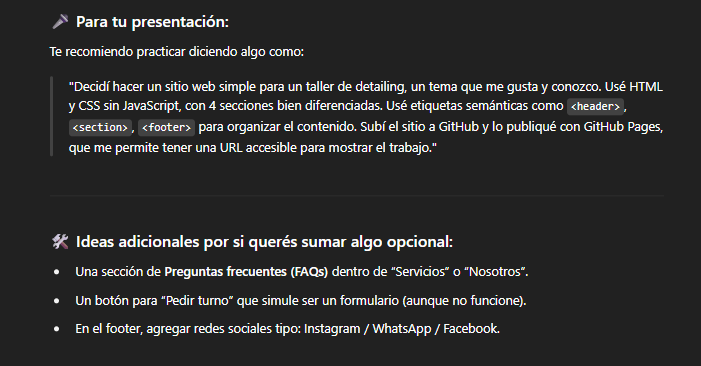 🎤 Para tu presentación:
Te recomiendo practicar diciendo algo como:
"Decidí hacer un sitio web simple para un taller de detailing, un tema que me gusta y conozco. Usé HTML
y CSS sin JavaScript, con 4 secciones bien diferenciadas. Usé etiquetas semánticas como <header>,
<section>, <footer> para organizar el contenido. Subí el sitio a GitHub y lo publiqué con GitHub Pages,
que me permite tener una URL accesible para mostrar el trabajo."
🛠 Ideas adicionales por si querés sumar algo opcional:
• Una sección de Preguntas frecuentes (FAQs) dentro de “Servicios” o “Nosotros”.
• Un botón para “Pedir turno” que simule ser un formulario (aunque no funcione).
• En el footer, agregar redes sociales tipo: Instagram / WhatsApp / Facebook.